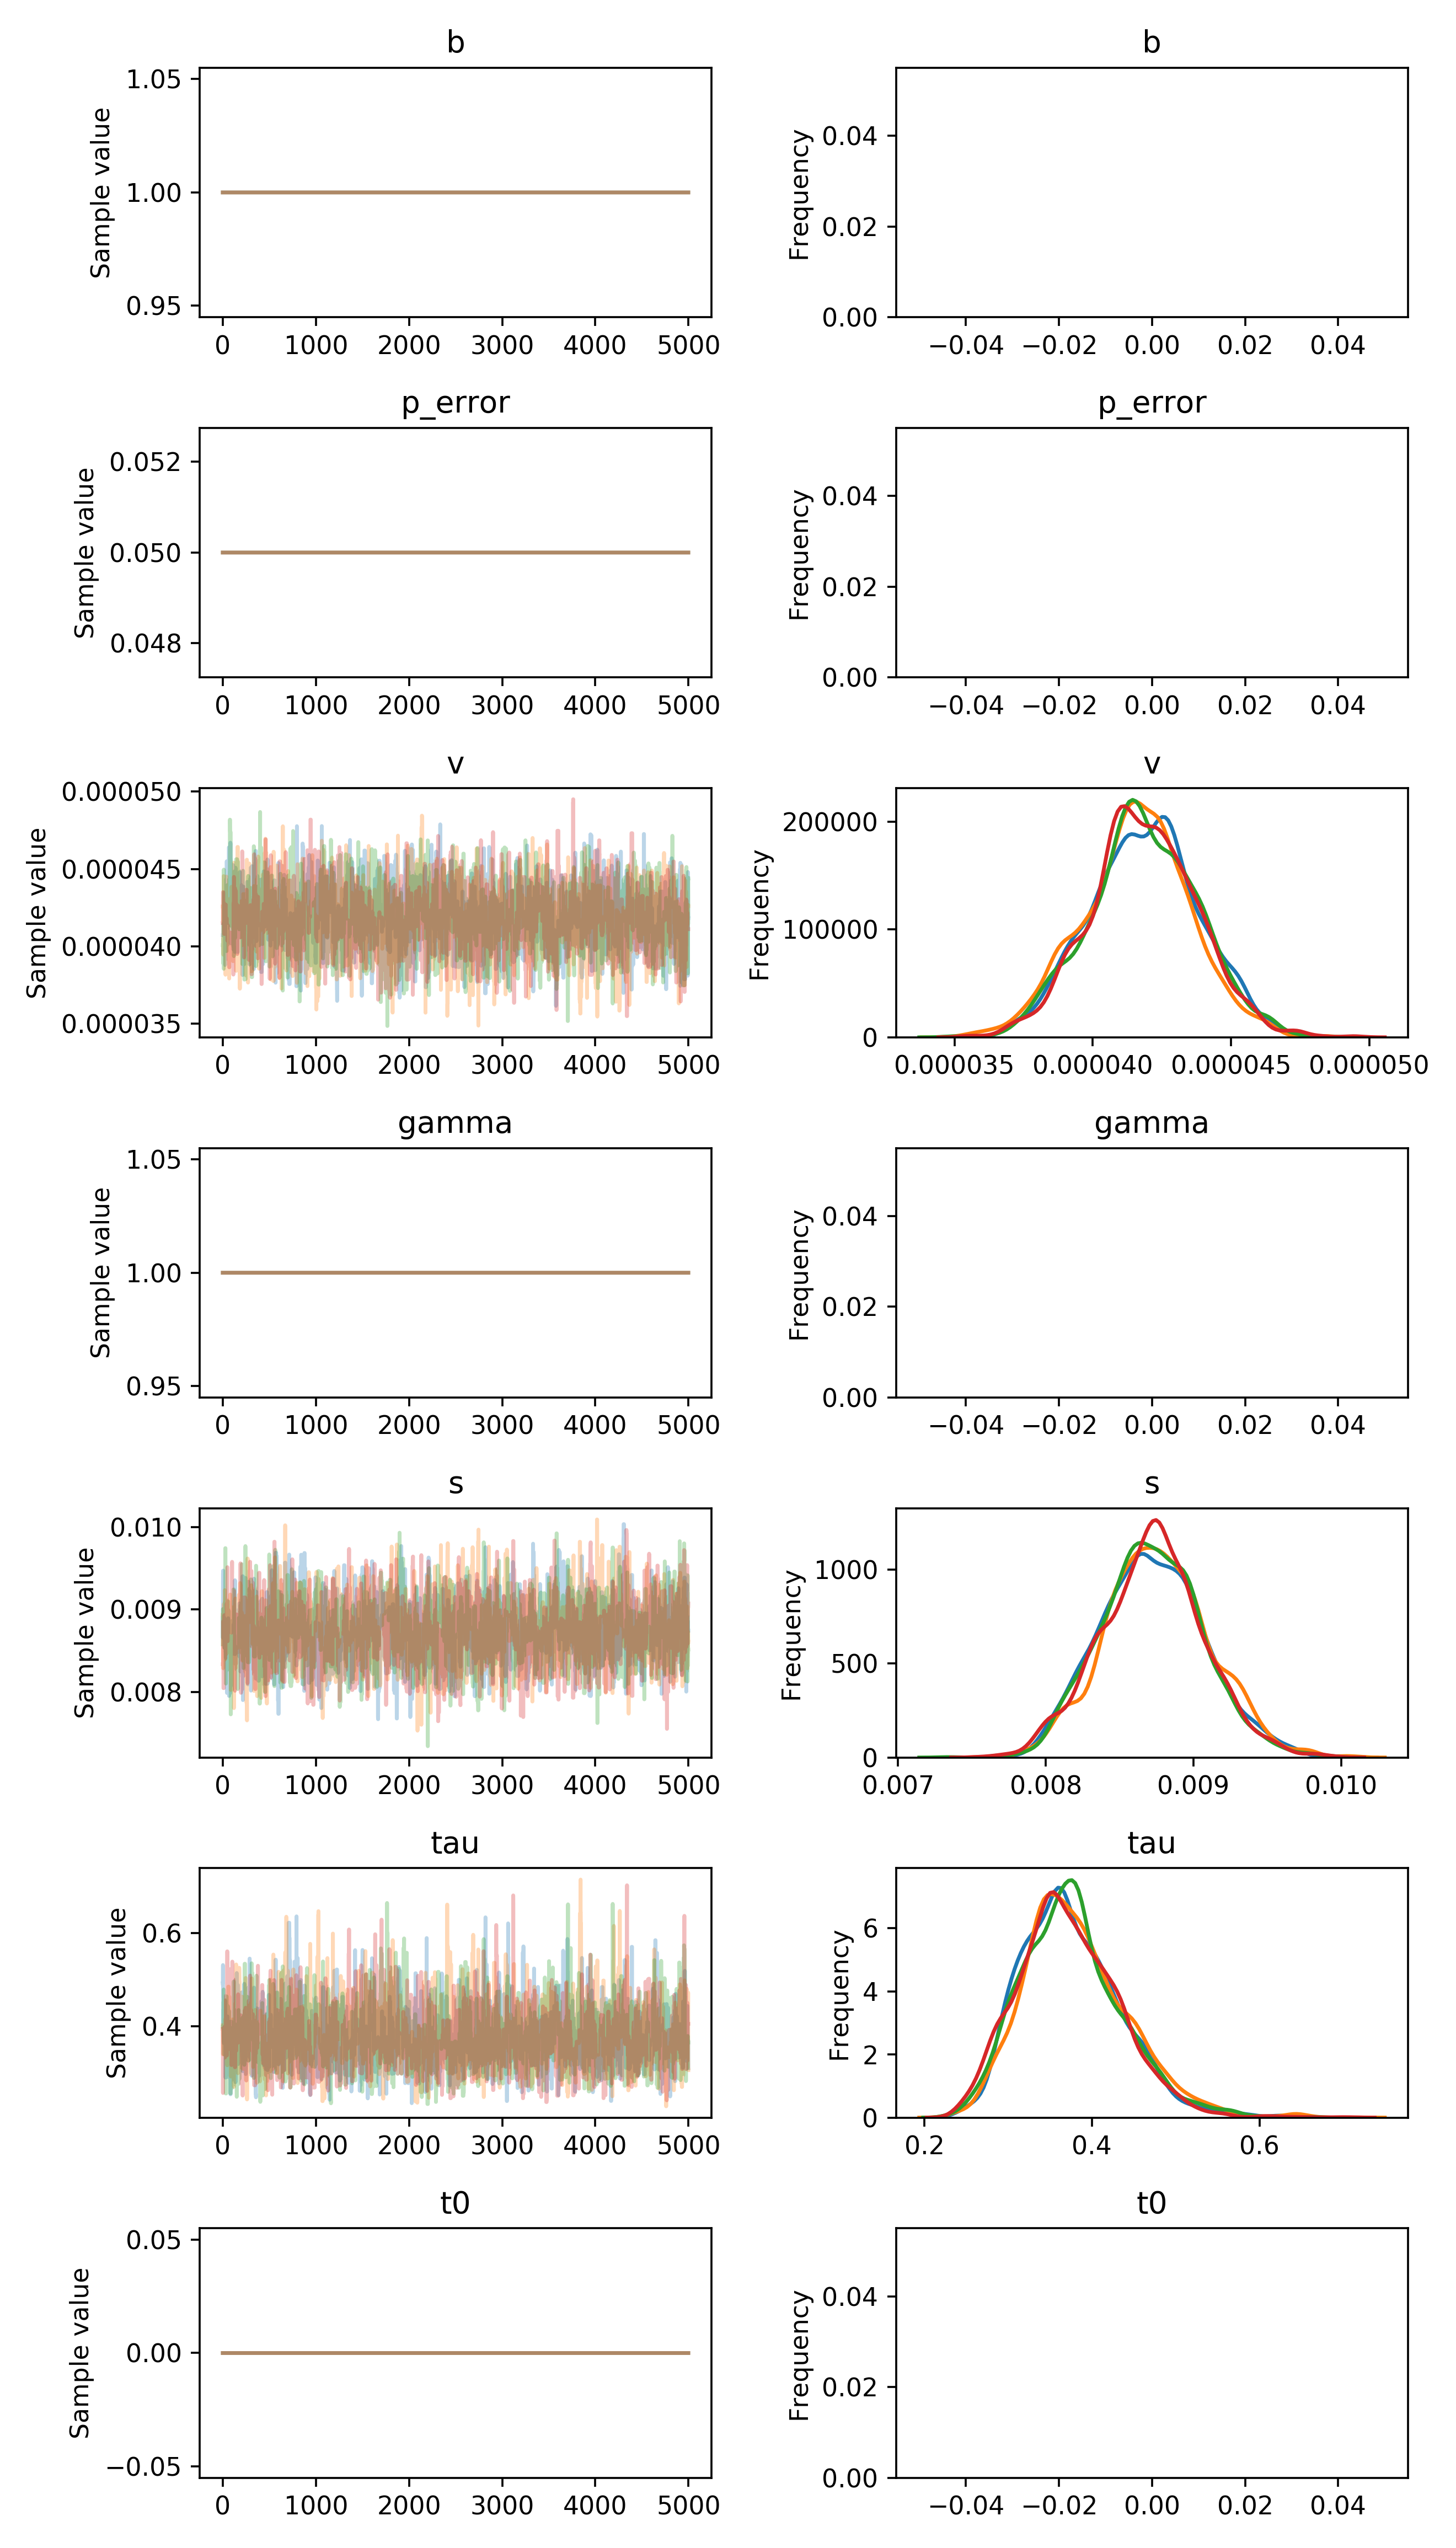 b
b
1.05
1.00
0.95
Sample value
0 1000 2000 3000 4000 5000
0.04
0.02
0.00
Frequency
−0.04 −0.02 0.00 0.02 0.04
p_error
p_error
0.052
0.050
0.048
Sample value
0 1000 2000 3000 4000 5000
0.04
0.02
0.00
Frequency
−0.04 −0.02 0.00 0.02 0.04
v
v
0.000050
0.000045
0.000040
0.000035
Sample value
0 1000 2000 3000 4000 5000
200000
100000
0
Frequency
0.000035 0.000040 0.000045 0.000050
gamma
gamma
1.05
1.00
0.95
Sample value
0 1000 2000 3000 4000 5000
0.04
0.02
0.00
Frequency
−0.04 −0.02 0.00 0.02 0.04
s
s
0.010
0.009
0.008
Sample value
0 1000 2000 3000 4000 5000
1000
500
0
Frequency
0.007 0.008 0.009 0.010
tau
tau
0.6
0.4
Sample value
0 1000 2000 3000 4000 5000
6
4
2
0
Frequency
0.2 0.4 0.6
t0
t0
0.05
0.00
−0.05
Sample value
0 1000 2000 3000 4000 5000
0.04
0.02
0.00
Frequency
−0.04 −0.02 0.00 0.02 0.04